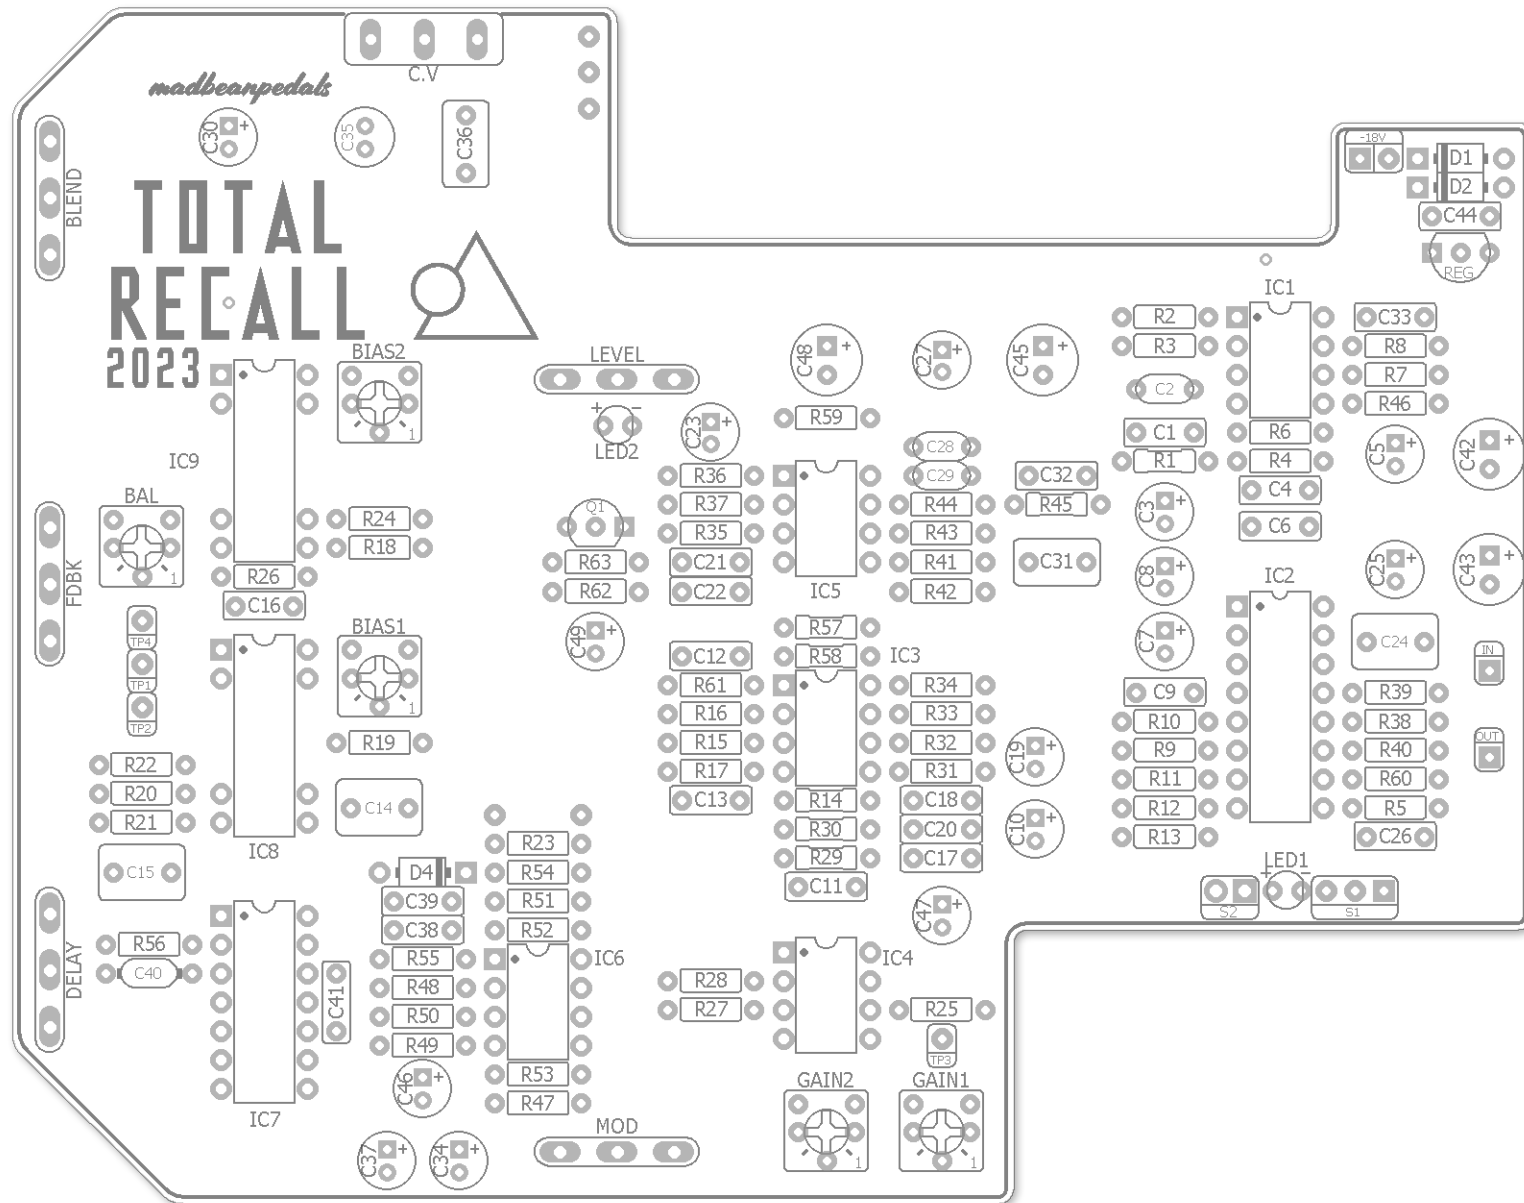 C.V
madbeanpedals
C30 + C35 C36
BLEND
TOTAL
RECALL
2023
-18V
D1
D2
C44
REG
IC1
R2 C33
R3 R8
C2 R7
R46
C1 R6
R1 R4
C4
C6
C5 +
C42 +
C3 +
C8 +
C7 +
C25 +
C43 +
BIAS2
1
LEVEL
+ -
LED2
C48 +
C27 +
C45 +
C23 +
R59
C28
C29
IC9
BAL
1
R24
R18
R26
C16
FDBK
TP4
TP1
TP2
Q1
R63
R62
C49 +
R36
R37
R35
C21
C22
IC5
R44
R43
R41
R42
C32
R45
C31
IC2
C24
IN
OUT
BIAS1
1
R19
C14
IC8
R22
R20
R21
C15
C12
R61
R16
R15
R17
C13
R57
R58
IC3
R34
R33
R32
R31
R14
R30
R29
C11
C18
C20
C17
C19 +
C10 +
C47 +
C9
R10
R9
R11
R12
R13
R39
R38
R40
R60
R5
C26
LED1
+ -
S2
S1
DELAY
R56
C40
C41
IC7
D4
C39
C38
R55
R48
R50
R49
C46 +
C37 +
C34 +
R23
R54
R51
R52
IC6
R53
R47
MOD
R28
R27
IC4
R25
TP3
GAIN2
1
GAIN1
1